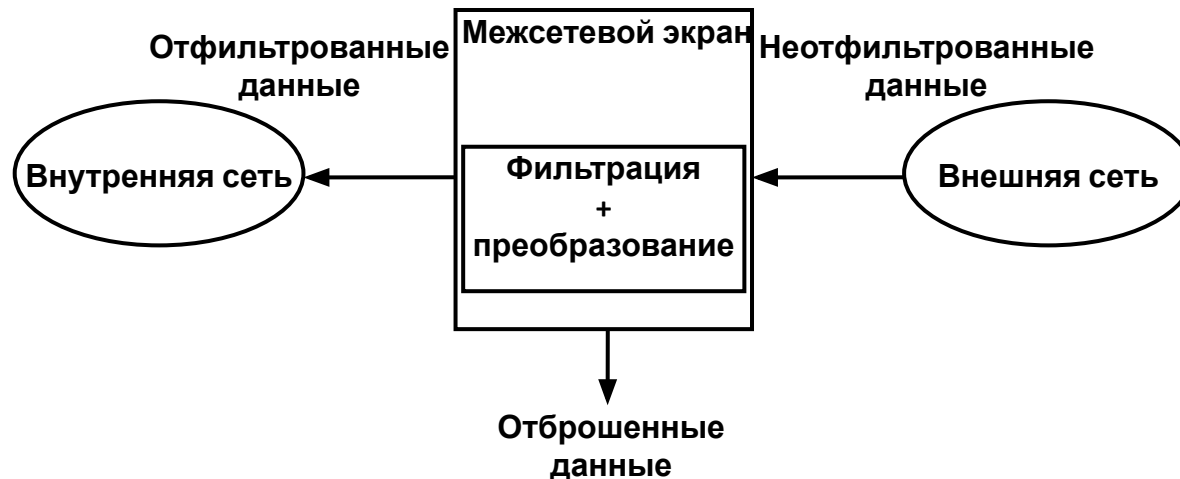 Межсетевой экран
Отфильтрованные
данные
Неотфильтрованные
данные
Внутренняя сеть
Фильтрация
+
преобразование
Внешняя сеть
Отброшенные
данные